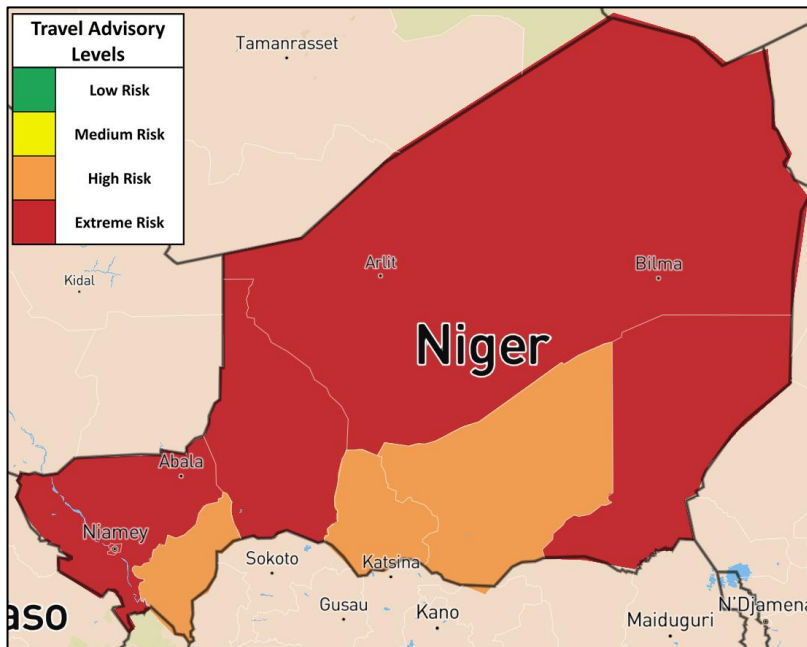 Travel Advisory
Levels
Low Risk
Medium Risk
High Risk
Extreme Risk
Tamanrasset
Kidal
Arlit
Bilma
Niger
Abala
Niamey
Sokoto
Katsina
Gusau
Kano
Maiduguri
N'Djamena
aso